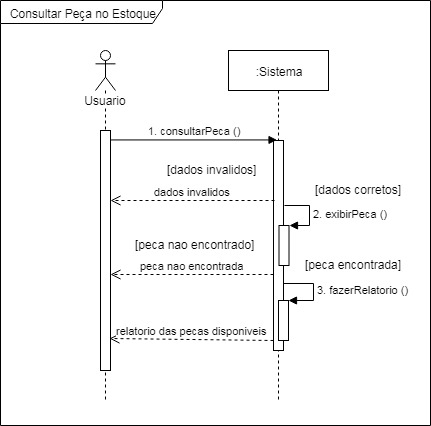 Consultar Peça no Estoque
Usuario
:Sistema
1. consultarPeca ()
[dados invalidos]
dados invalidos
[dados corretos]
2. exibirPeca ()
[peca nao encontrado]
peca nao encontrada
[peca encontrada]
3. fazerRelatorio ()
relatorio das pecas disponiveis